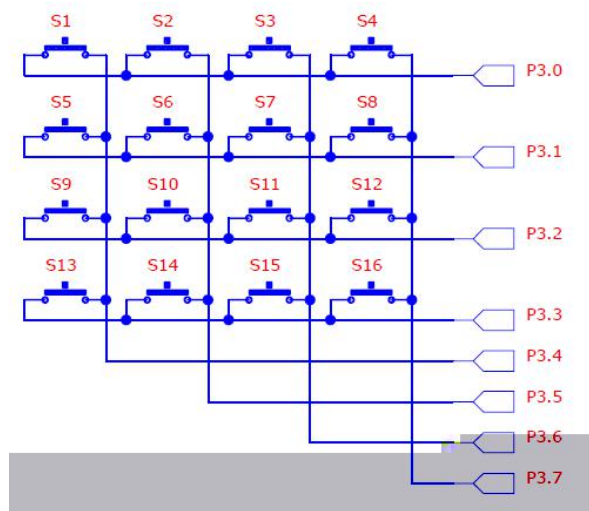 S1 S2 S3 S4
P3.0
S5 S6 S7 S8
P3.1
S9 S10 S11 S12
P3.2
S13 S14 S15 S16
P3.3
P3.4
P3.5
P3.6
P3.7